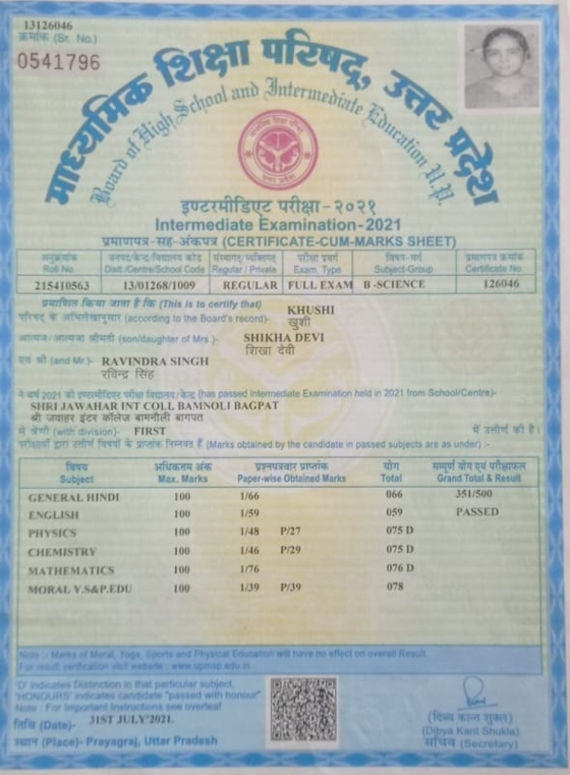 13126046
क्रमांक (Sr. No.)
0541796
माध्यमिक शिक्षा परिषद, उत्तर प्रदेश
Board of High School and Intermediate Education U.P.
इण्टरमीडिएट परीक्षा-२०२१
Intermediate Examination-2021
प्रमाणपत्र-सह-अंकपत्र (CERTIFICATE-CUM-MARKS SHEET)
अनुक्रमांक जनपद/केन्द्र/विद्यालय कोड संस्थागत/व्यक्तिगत परीक्षा प्रवर्ग विषय-वर्ग प्रमाणपत्र क्रमांक
Roll No. Distt./Centre/School Code Regular / Private Exam. Type Subject-Group Certificate No.
215410563 13/01268/1009 REGULAR FULL EXAM B-SCIENCE 126046
प्रमाणित किया जाता है कि (This is to certify that)
परिषद के अभिलेखानुसार (according to the Board's record)- KHUSHI
खुशी
आत्मज/आत्मजा श्रीमती (son/daughter of Mrs.)- SHIKHA DEVI
शिखा देवी
एवं श्री (and Mr.)- RAVINDRA SINGH
रविन्द्र सिंह
ने वर्ष 2021 की इण्टरमीडिएट परीक्षा विद्यालय/केन्द्र (has passed Intermediate Examination held in 2021 from School/Centre)-
SHRI JAWAHAR INT COLL BAMNOLI BAGPAT
श्री जवाहर इंटर कॉलेज बामनौली बागपत
में श्रेणी (with division)- FIRST में उत्तीर्ण की है।
परीक्षार्थी द्वारा उत्तीर्ण विषयों के प्राप्तांक निम्नवत हैं (Marks obtained by the candidate in passed subjects are as under) :-
विषय अधिकतम अंक प्रश्नपत्रवार प्राप्तांक योग सम्पूर्ण योग एवं परीक्षाफल
Subject Max. Marks Paper-wise Obtained Marks Total Grand Total & Result
GENERAL HINDI 100 1/66 066 351/500
ENGLISH 100 1/59 059 PASSED
PHYSICS 100 1/48 P/27 075 D
CHEMISTRY 100 1/46 P/29 075 D
MATHEMATICS 100 1/76 076 D
MORAL Y.S&P.EDU 100 1/39 P/39 078
Note :- Marks of Moral, Yoga, Sports and Physical Education will have no effect on overall Result.
For result verification visit website : www.upmsp.edu.in
'D' indicates Distinction in that particular subject.
'HONOURS' indicates candidate "passed with honour"
Note : For Important Instructions see overleaf
तिथि (Date)- 31ST JULY'2021.
स्थान (Place)- Prayagraj, Uttar Pradesh
(दिव्य कान्त शुक्ल)
(Dibya Kant Shukla)
सचिव (Secretary)